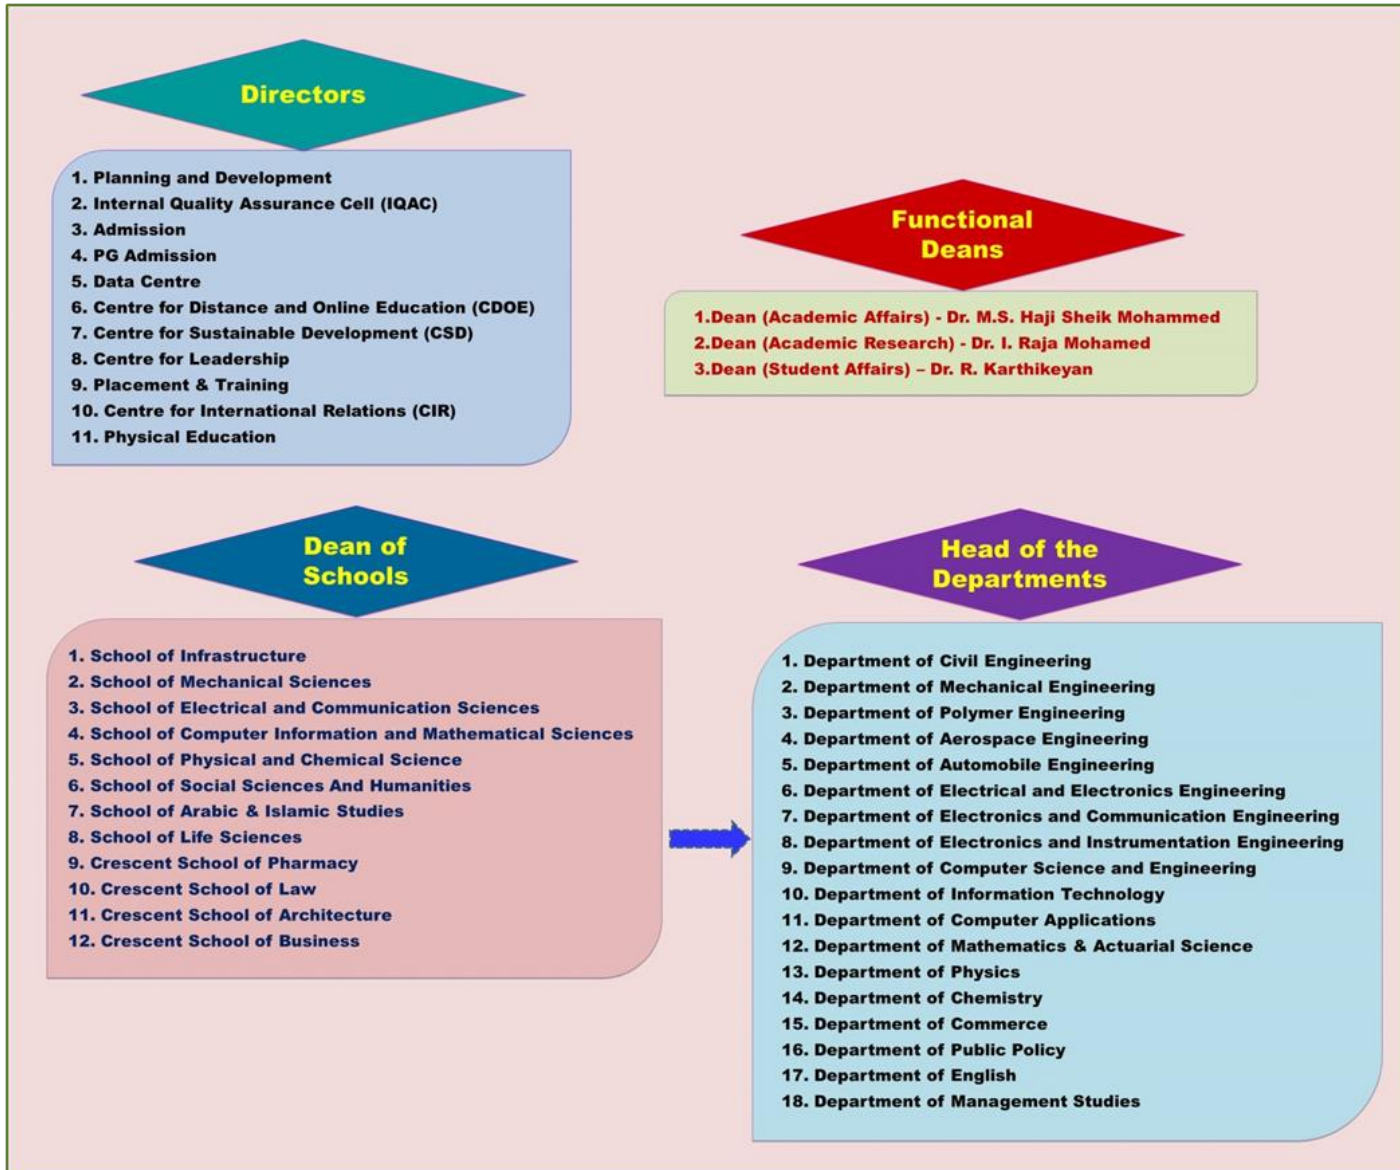 Directors
1. Planning and Development
2. Internal Quality Assurance Cell (IQAC)
3. Admission
4. PG Admission
5. Data Centre
6. Centre for Distance and Online Education (CDOE)
7. Centre for Sustainable Development (CSD)
8. Centre for Leadership
9. Placement & Training
10. Centre for International Relations (CIR)
11. Physical Education
Functional
Deans
1.Dean (Academic Affairs) - Dr. M.S. Haji Sheik Mohammed
2.Dean (Academic Research) - Dr. I. Raja Mohamed
3.Dean (Student Affairs) – Dr. R. Karthikeyan
Dean of
Schools
1. School of Infrastructure
2. School of Mechanical Sciences
3. School of Electrical and Communication Sciences
4. School of Computer Information and Mathematical Sciences
5. School of Physical and Chemical Science
6. School of Social Sciences And Humanities
7. School of Arabic & Islamic Studies
8. School of Life Sciences
9. Crescent School of Pharmacy
10. Crescent School of Law
11. Crescent School of Architecture
12. Crescent School of Business
Head of the
Departments
1. Department of Civil Engineering
2. Department of Mechanical Engineering
3. Department of Polymer Engineering
4. Department of Aerospace Engineering
5. Department of Automobile Engineering
6. Department of Electrical and Electronics Engineering
7. Department of Electronics and Communication Engineering
8. Department of Electronics and Instrumentation Engineering
9. Department of Computer Science and Engineering
10. Department of Information Technology
11. Department of Computer Applications
12. Department of Mathematics & Actuarial Science
13. Department of Physics
14. Department of Chemistry
15. Department of Commerce
16. Department of Public Policy
17. Department of English
18. Department of Management Studies